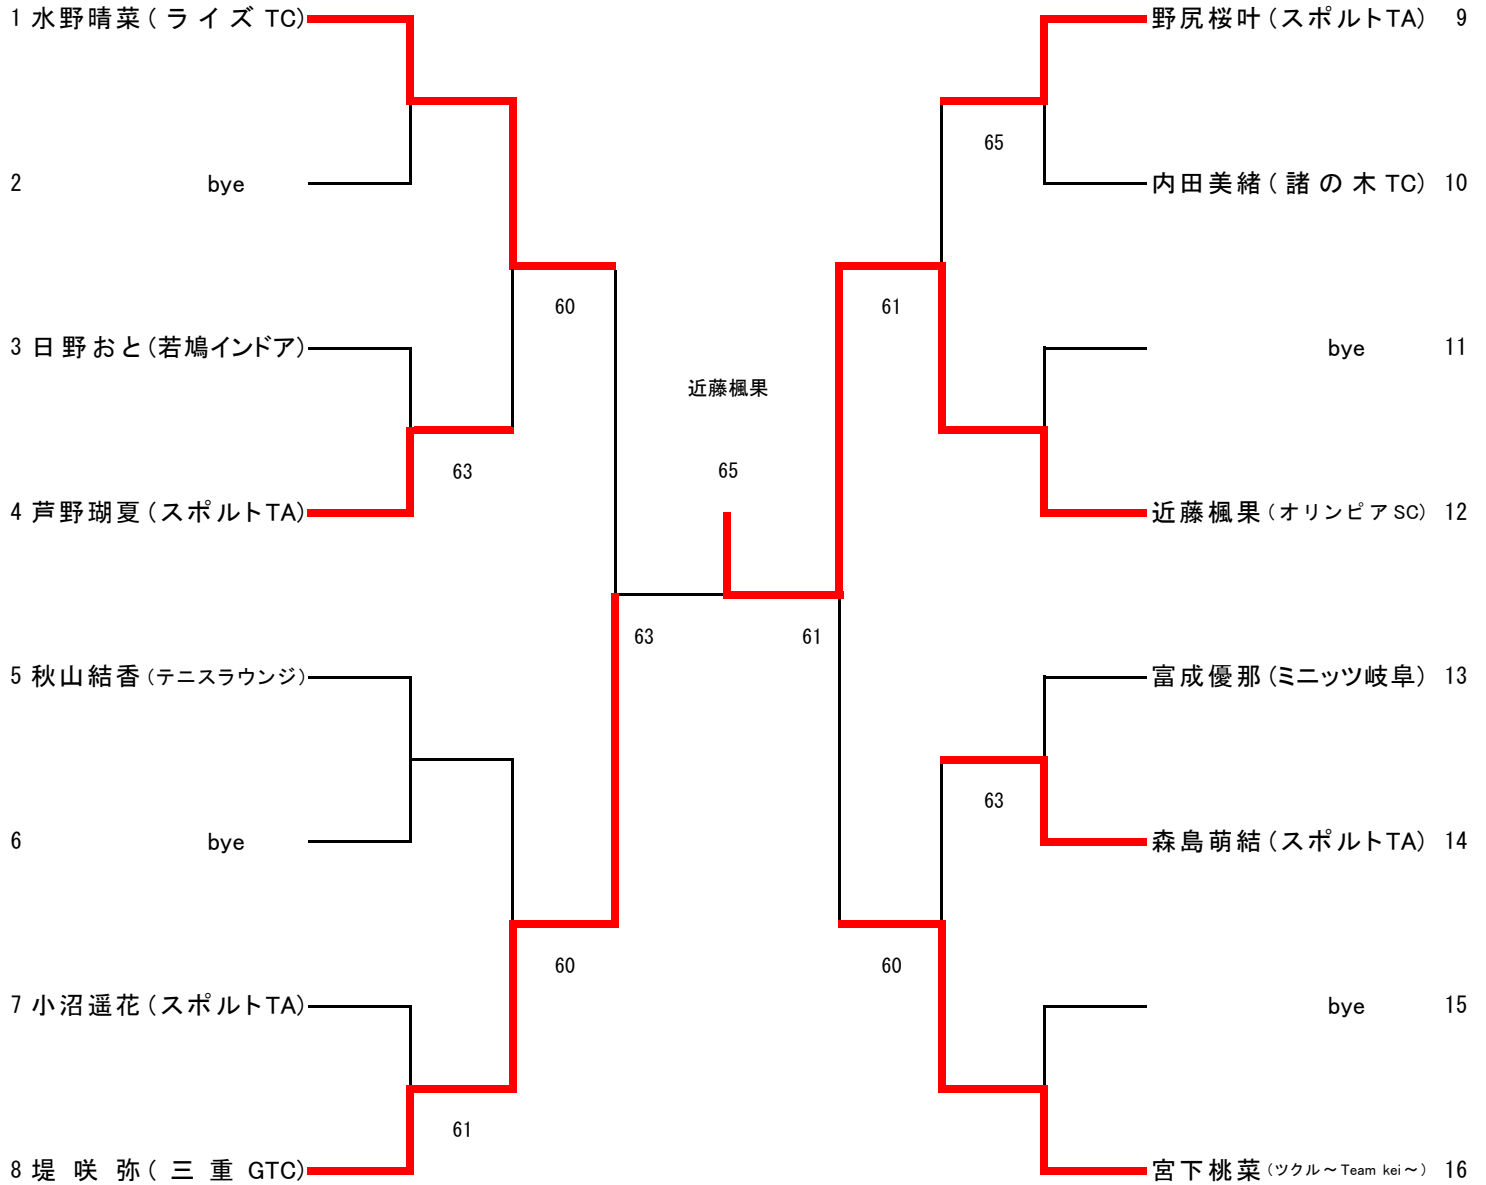 1 水野晴菜(ライズTC)
野尻桜叶(スポルトTA) 9
65
2 bye
内田美緒(諸の木TC) 10
60
61
3 日野おと(若鳩インドア)
bye 11
近藤楓果
63
65
4 芦野瑚夏(スポルトTA)
近藤楓果(オリンピアSC) 12
63
61
5 秋山結香(テニスラウンジ)
富成優那(ミニッツ岐阜) 13
63
6 bye
森島萌結(スポルトTA) 14
60
60
7 小沼遥花(スポルトTA)
bye 15
61
8 堤咲弥(三重GTC)
宮下桃菜(ツクル～Team kei～) 16